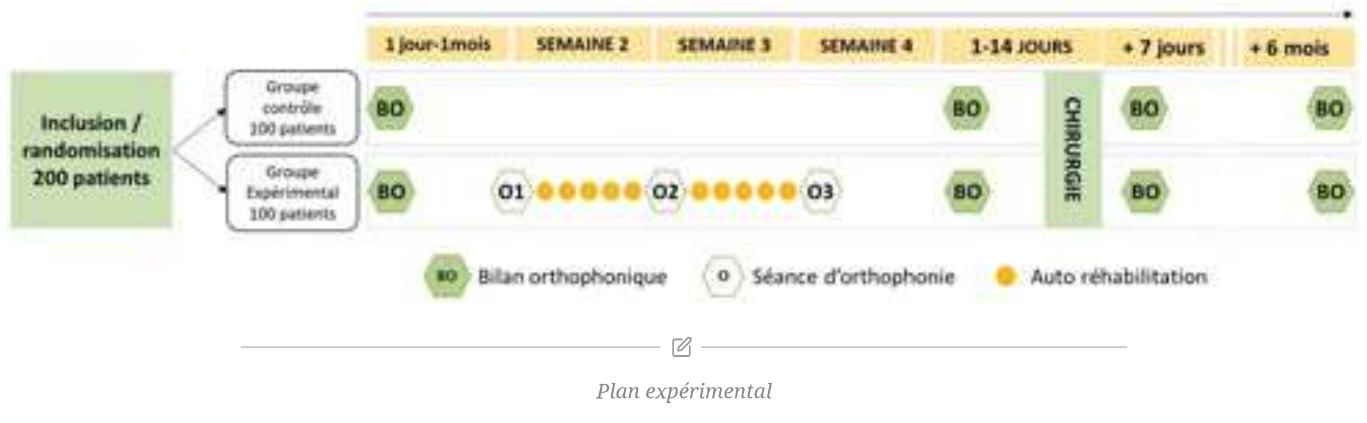 1 jour-1mois SEMAINE 2 SEMAINE 3 SEMAINE 4 1-14 JOURS + 7 jours + 6 mois
Inclusion /
randomisation
200 patients
Groupe
contrôle
100 patients
BO BO BO BO
CHIRURGIE
Groupe
Expérimental
100 patients
BO O1 O2 O3 BO BO BO
BO Bilan orthophonique O Séance d'orthophonie Auto réhabilitation
Plan expérimental